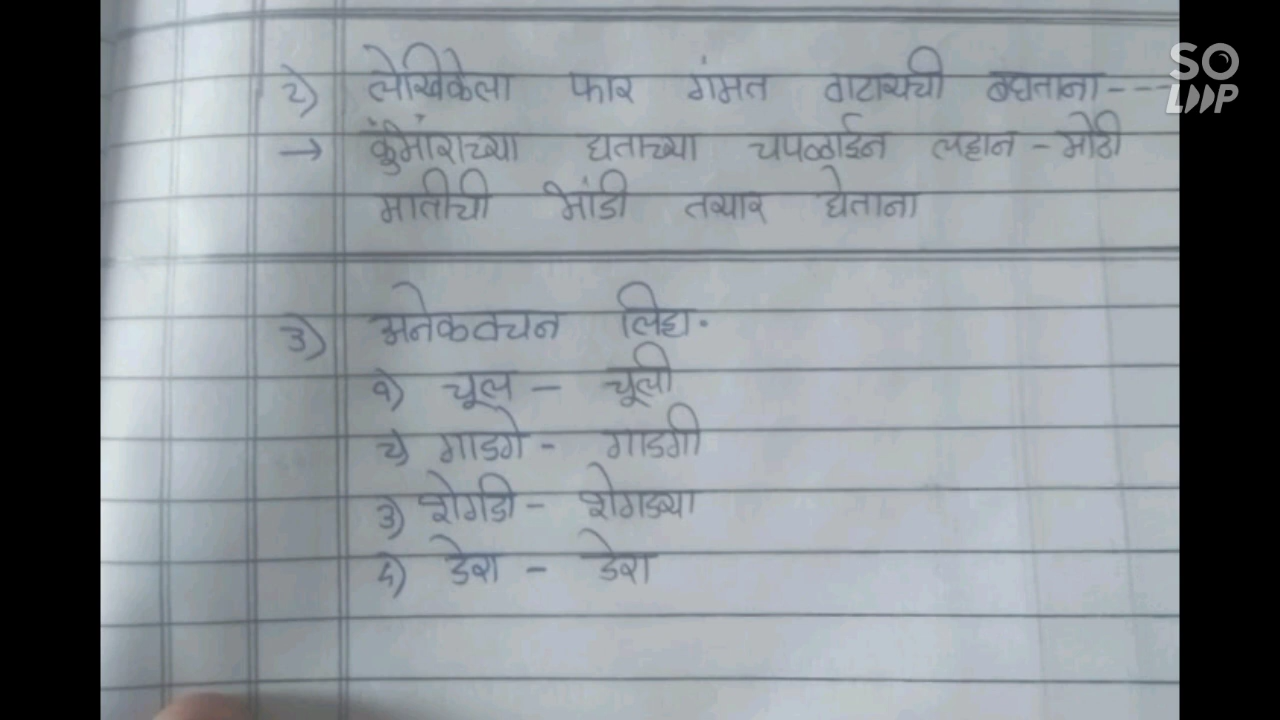 SO
LOOP
२) लेखिकेला फार गंमत वाटायची बघताना---
→ कुंभाराच्या घताच्या चपळाईन लहान - मोठी
मातीची भांडी तयार घेताना
३) अनेकवचन लिहा.
१) चूल - चूली
२) गाडगे - गाडगी
३) शेगडी - शेगड्या
४) डेरा - डेरा